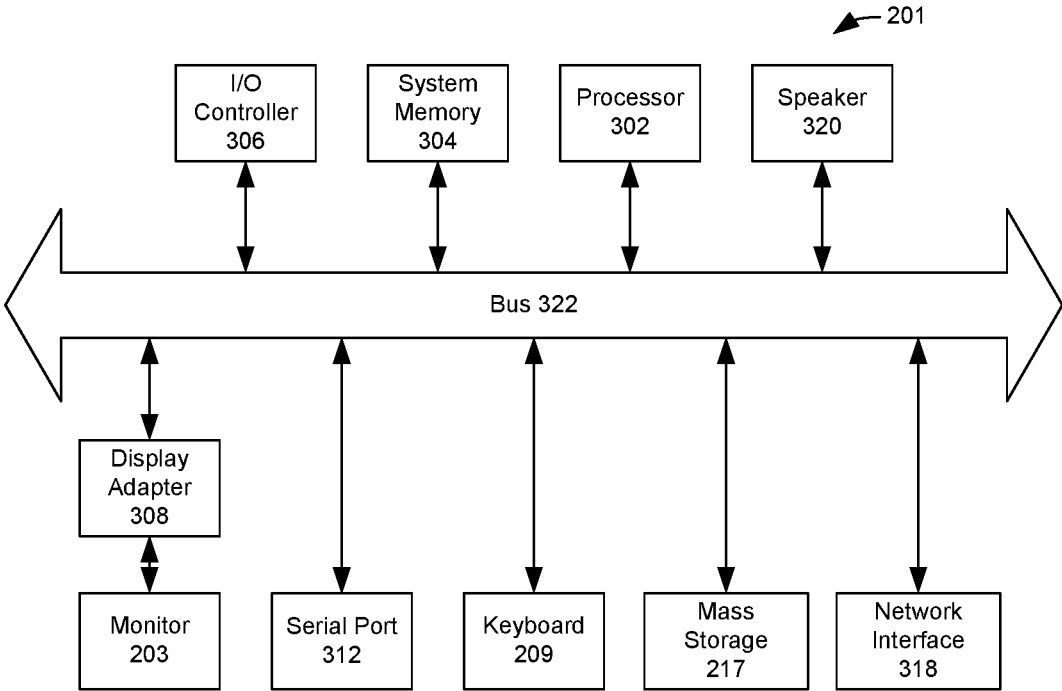 201
I/O
Controller
306
System
Memory
304
Processor
302
Speaker
320
Bus 322
Display
Adapter
308
Monitor
203
Serial Port
312
Keyboard
209
Mass
Storage
217
Network
Interface
318